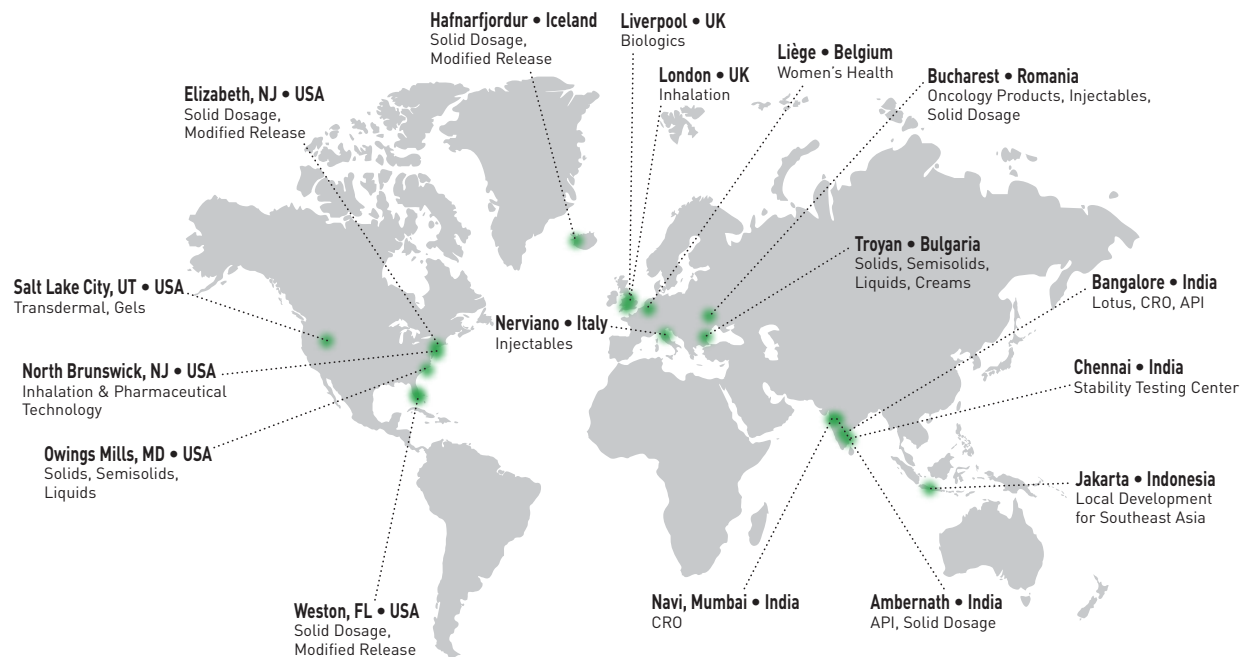 Hafnarfjordur • Iceland
Solid Dosage,
Modified Release
Liverpool • UK
Biologics
London • UK
Inhalation
Liège • Belgium
Women's Health
Bucharest • Romania
Oncology Products, Injectables,
Solid Dosage
Elizabeth, NJ • USA
Solid Dosage,
Modified Release
Troyan • Bulgaria
Solids, Semisolids,
Liquids, Creams
Salt Lake City, UT • USA
Transdermal, Gels
Bangalore • India
Lotus, CRO, API
Nerviano • Italy
Injectables
North Brunswick, NJ • USA
Inhalation & Pharmaceutical
Technology
Chennai • India
Stability Testing Center
Owings Mills, MD • USA
Solids, Semisolids,
Liquids
Jakarta • Indonesia
Local Development
for Southeast Asia
Weston, FL • USA
Solid Dosage,
Modified Release
Navi, Mumbai • India
CRO
Ambernath • India
API, Solid Dosage